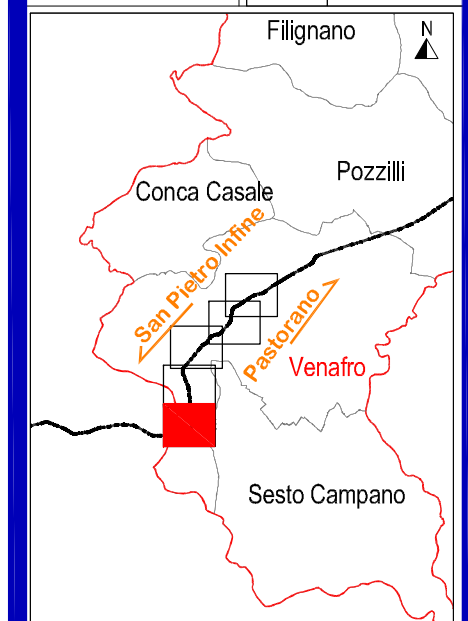 Filignano
N
Pozzilli
Conca Casale
San Pietro Infine
Pastorano
Venafro
Sesto Campano